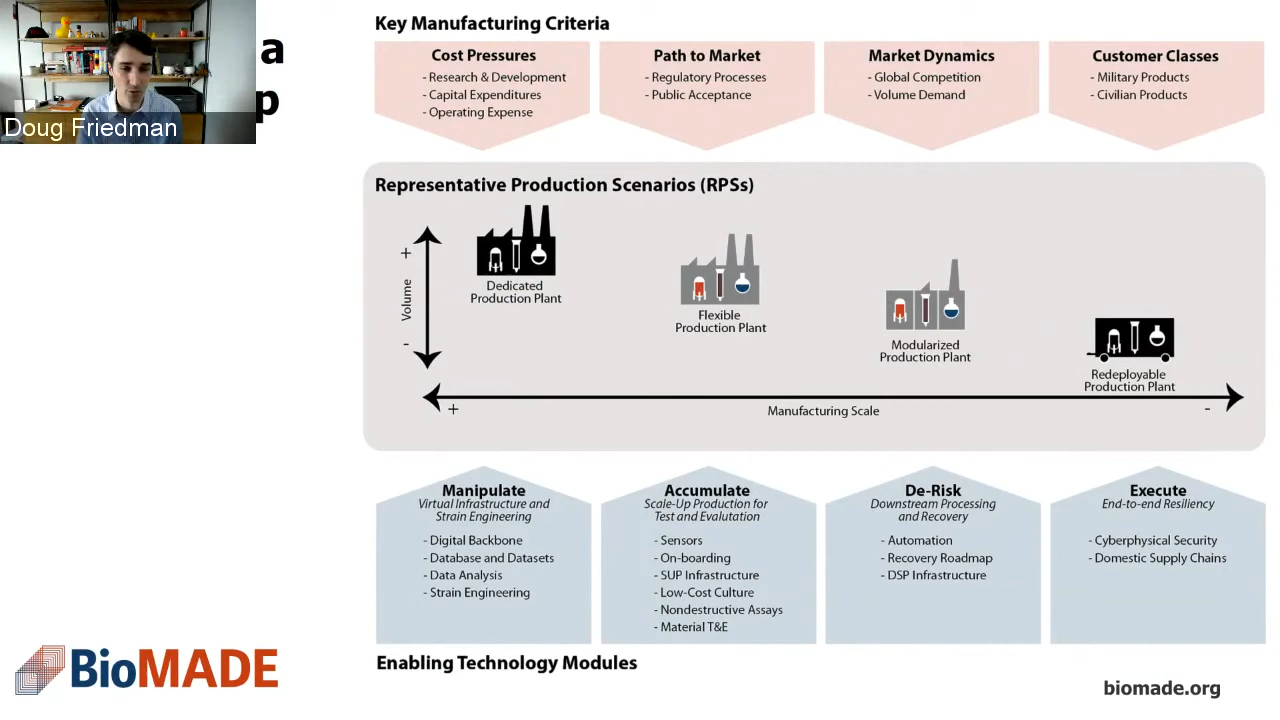 a
p
Doug Friedman
Key Manufacturing Criteria
Cost Pressures
- Research & Development
- Capital Expenditures
- Operating Expense
Path to Market
- Regulatory Processes
- Public Acceptance
Market Dynamics
- Global Competition
- Volume Demand
Customer Classes
- Military Products
- Civilian Products
Representative Production Scenarios (RPSs)
+
Volume
-
Dedicated
Production Plant
Flexible
Production Plant
Modularized
Production Plant
Redeployable
Production Plant
+
Manufacturing Scale
-
Manipulate
Virtual Infrastructure and
Strain Engineering
- Digital Backbone
- Database and Datasets
- Data Analysis
- Strain Engineering
Accumulate
Scale-Up Production for
Test and Evalutation
- Sensors
- On-boarding
- SUP Infrastructure
- Low-Cost Culture
- Nondestructive Assays
- Material T&E
De-Risk
Downstream Processing
and Recovery
- Automation
- Recovery Roadmap
- DSP Infrastructure
Execute
End-to-end Resiliency
- Cyberphysical Security
- Domestic Supply Chains
Enabling Technology Modules
BioMADE
biomade.org